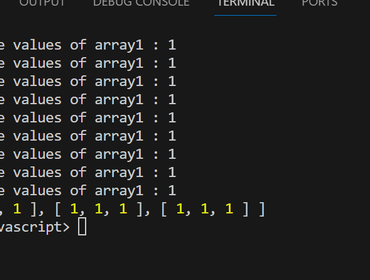 OUTPUT DEBUG CONSOLE TERMINAL PORTS
e values of array1 : 1
e values of array1 : 1
e values of array1 : 1
e values of array1 : 1
e values of array1 : 1
e values of array1 : 1
e values of array1 : 1
e values of array1 : 1
e values of array1 : 1
, 1 ], [ 1, 1, 1 ], [ 1, 1, 1 ] ]
vascript>